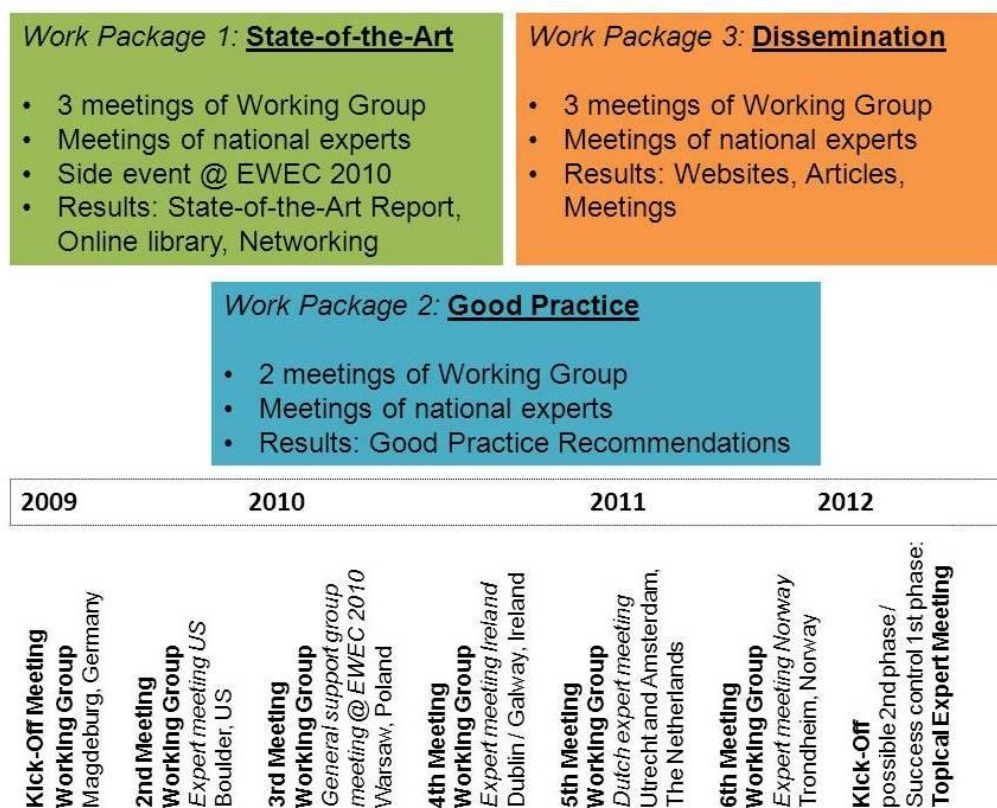 Work Package 1: State-of-the-Art
• 3 meetings of Working Group
• Meetings of national experts
• Side event @ EWEC 2010
• Results: State-of-the-Art Report,
Online library, Networking
Work Package 3: Dissemination
• 3 meetings of Working Group
• Meetings of national experts
• Results: Websites, Articles,
Meetings
Work Package 2: Good Practice
• 2 meetings of Working Group
• Meetings of national experts
• Results: Good Practice Recommendations
2009 2010 2011 2012
Kick-Off Meeting
Working Group
Magdeburg, Germany
2nd Meeting
Working Group
Expert meeting US
Boulder, US
3rd Meeting
Working Group
General support group
meeting @ EWEC 2010
Warsaw, Poland
4th Meeting
Working Group
Expert meeting Ireland
Dublin / Galway, Ireland
5th Meeting
Working Group
Dutch expert meeting
Utrecht and Amsterdam,
The Netherlands
6th Meeting
Working Group
Expert meeting Norway
Trondheim, Norway
Kick-Off
possible 2nd phase /
Success control 1st phase:
Topical Expert Meeting